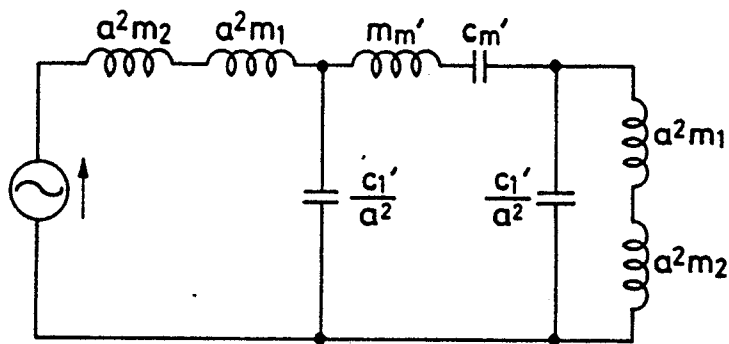 a²m₂
a²m₁
mₘ′
cₘ′
c₁′
a²
c₁′
a²
a²m₁
a²m₂